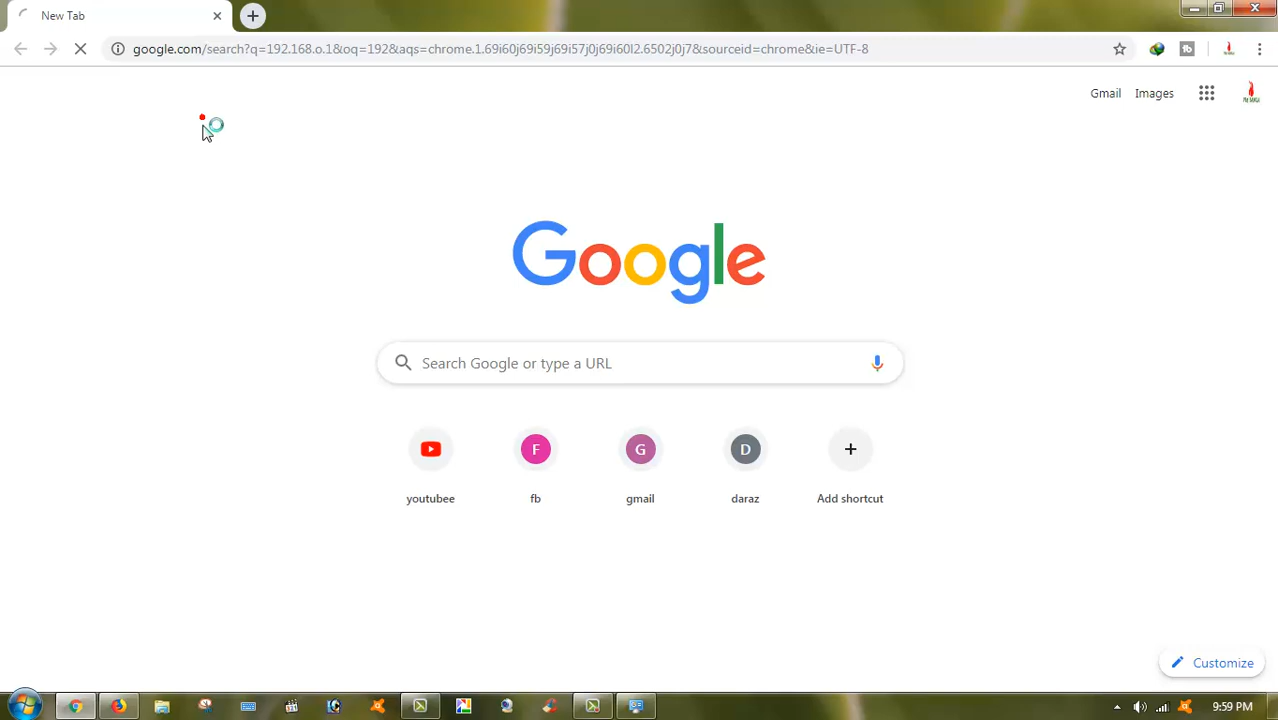 New Tab
google.com/search?q=192.168.o.1&oq=192&aqs=chrome.1.69i60j69i59j69i57j0j69i60l2.6502j0j7&sourceid=chrome&ie=UTF-8
Gmail Images
Google
Search Google or type a URL
F G D
youtubee fb gmail daraz Add shortcut
Customize
9:59 PM